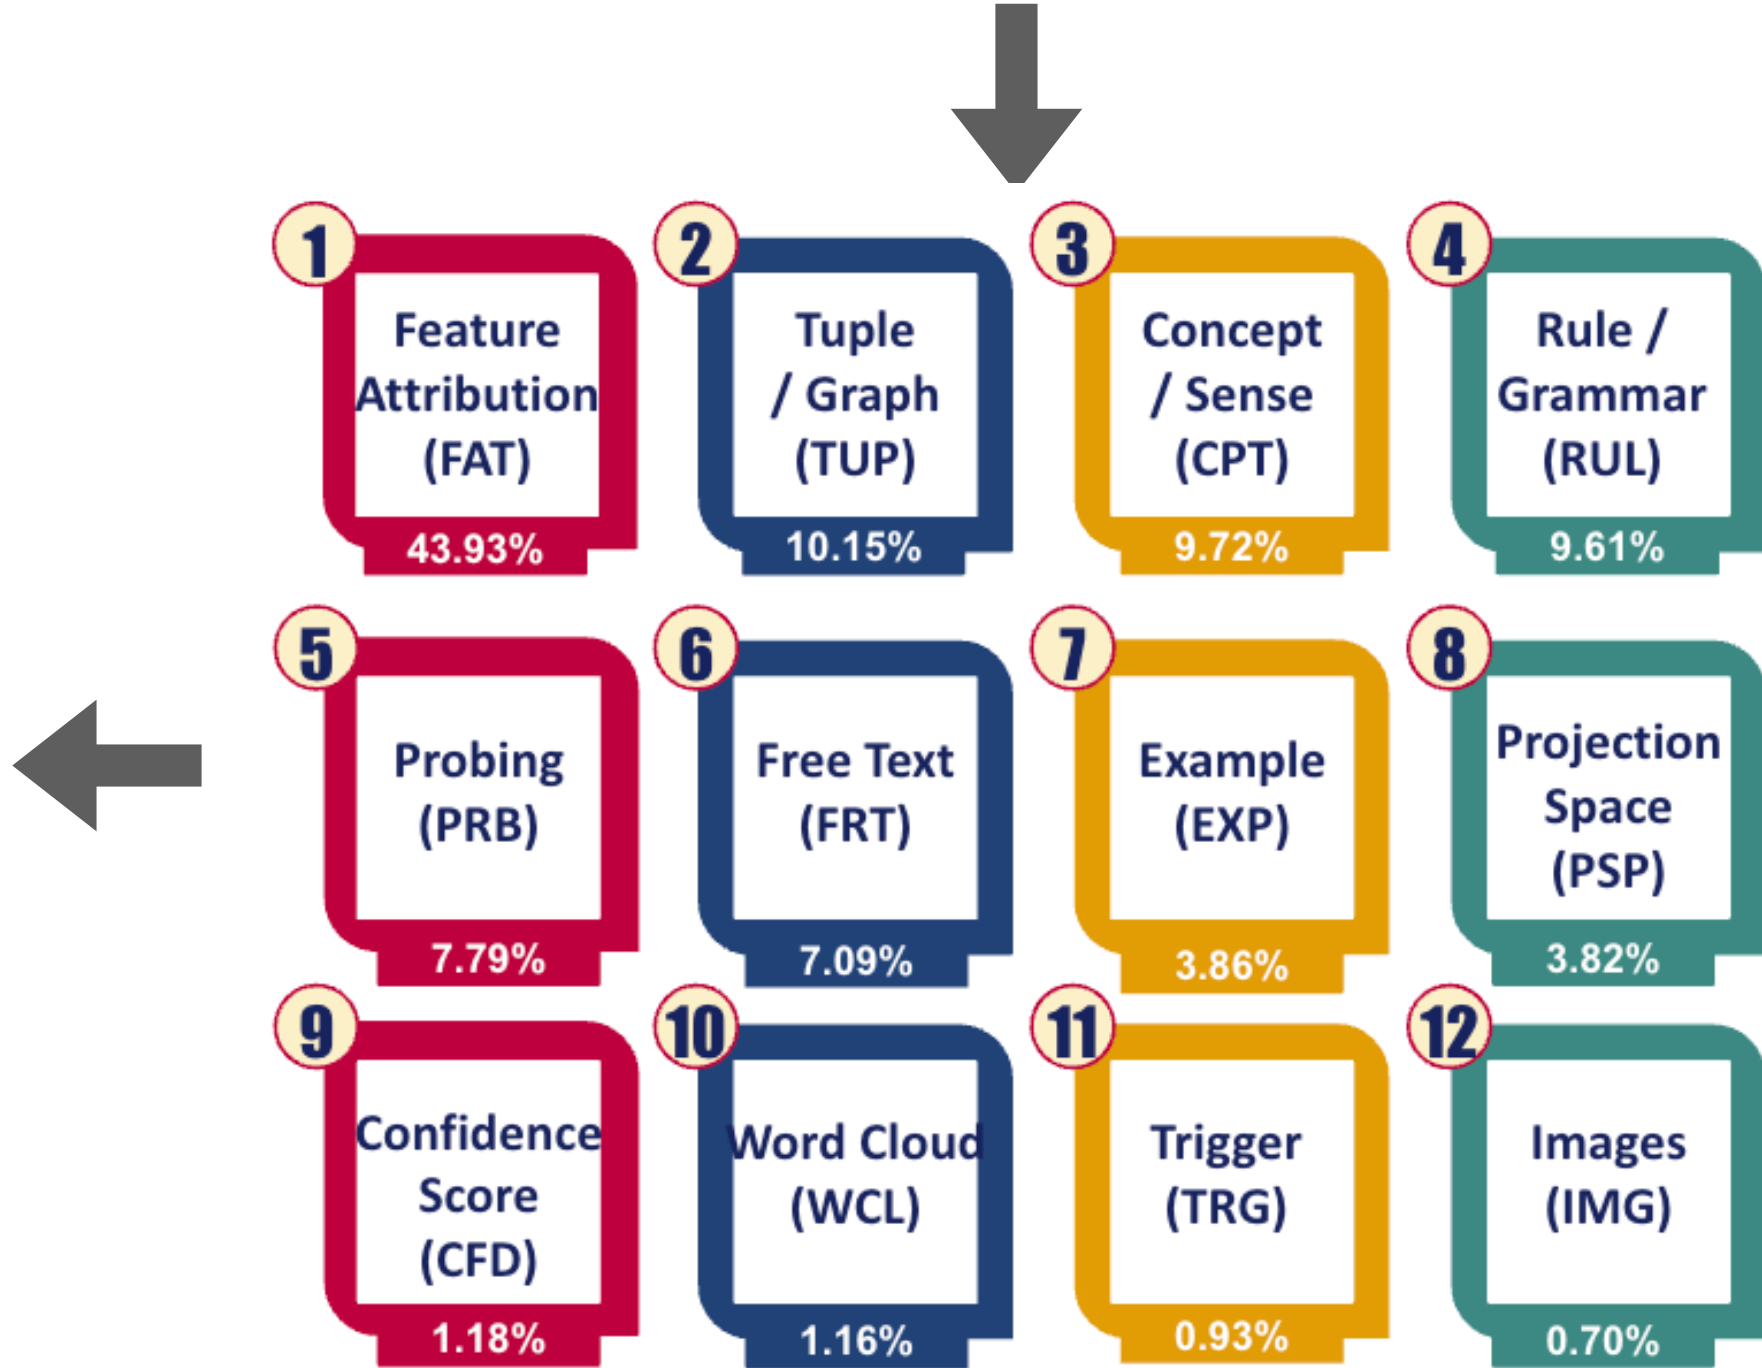 1
Feature
Attribution
(FAT)
43.93%
2
Tuple
/ Graph
(TUP)
10.15%
3
Concept
/ Sense
(CPT)
9.72%
4
Rule /
Grammar
(RUL)
9.61%
5
Probing
(PRB)
7.79%
6
Free Text
(FRT)
7.09%
7
Example
(EXP)
3.86%
8
Projection
Space
(PSP)
3.82%
9
Confidence
Score
(CFD)
1.18%
10
Word Cloud
(WCL)
1.16%
11
Trigger
(TRG)
0.93%
12
Images
(IMG)
0.70%